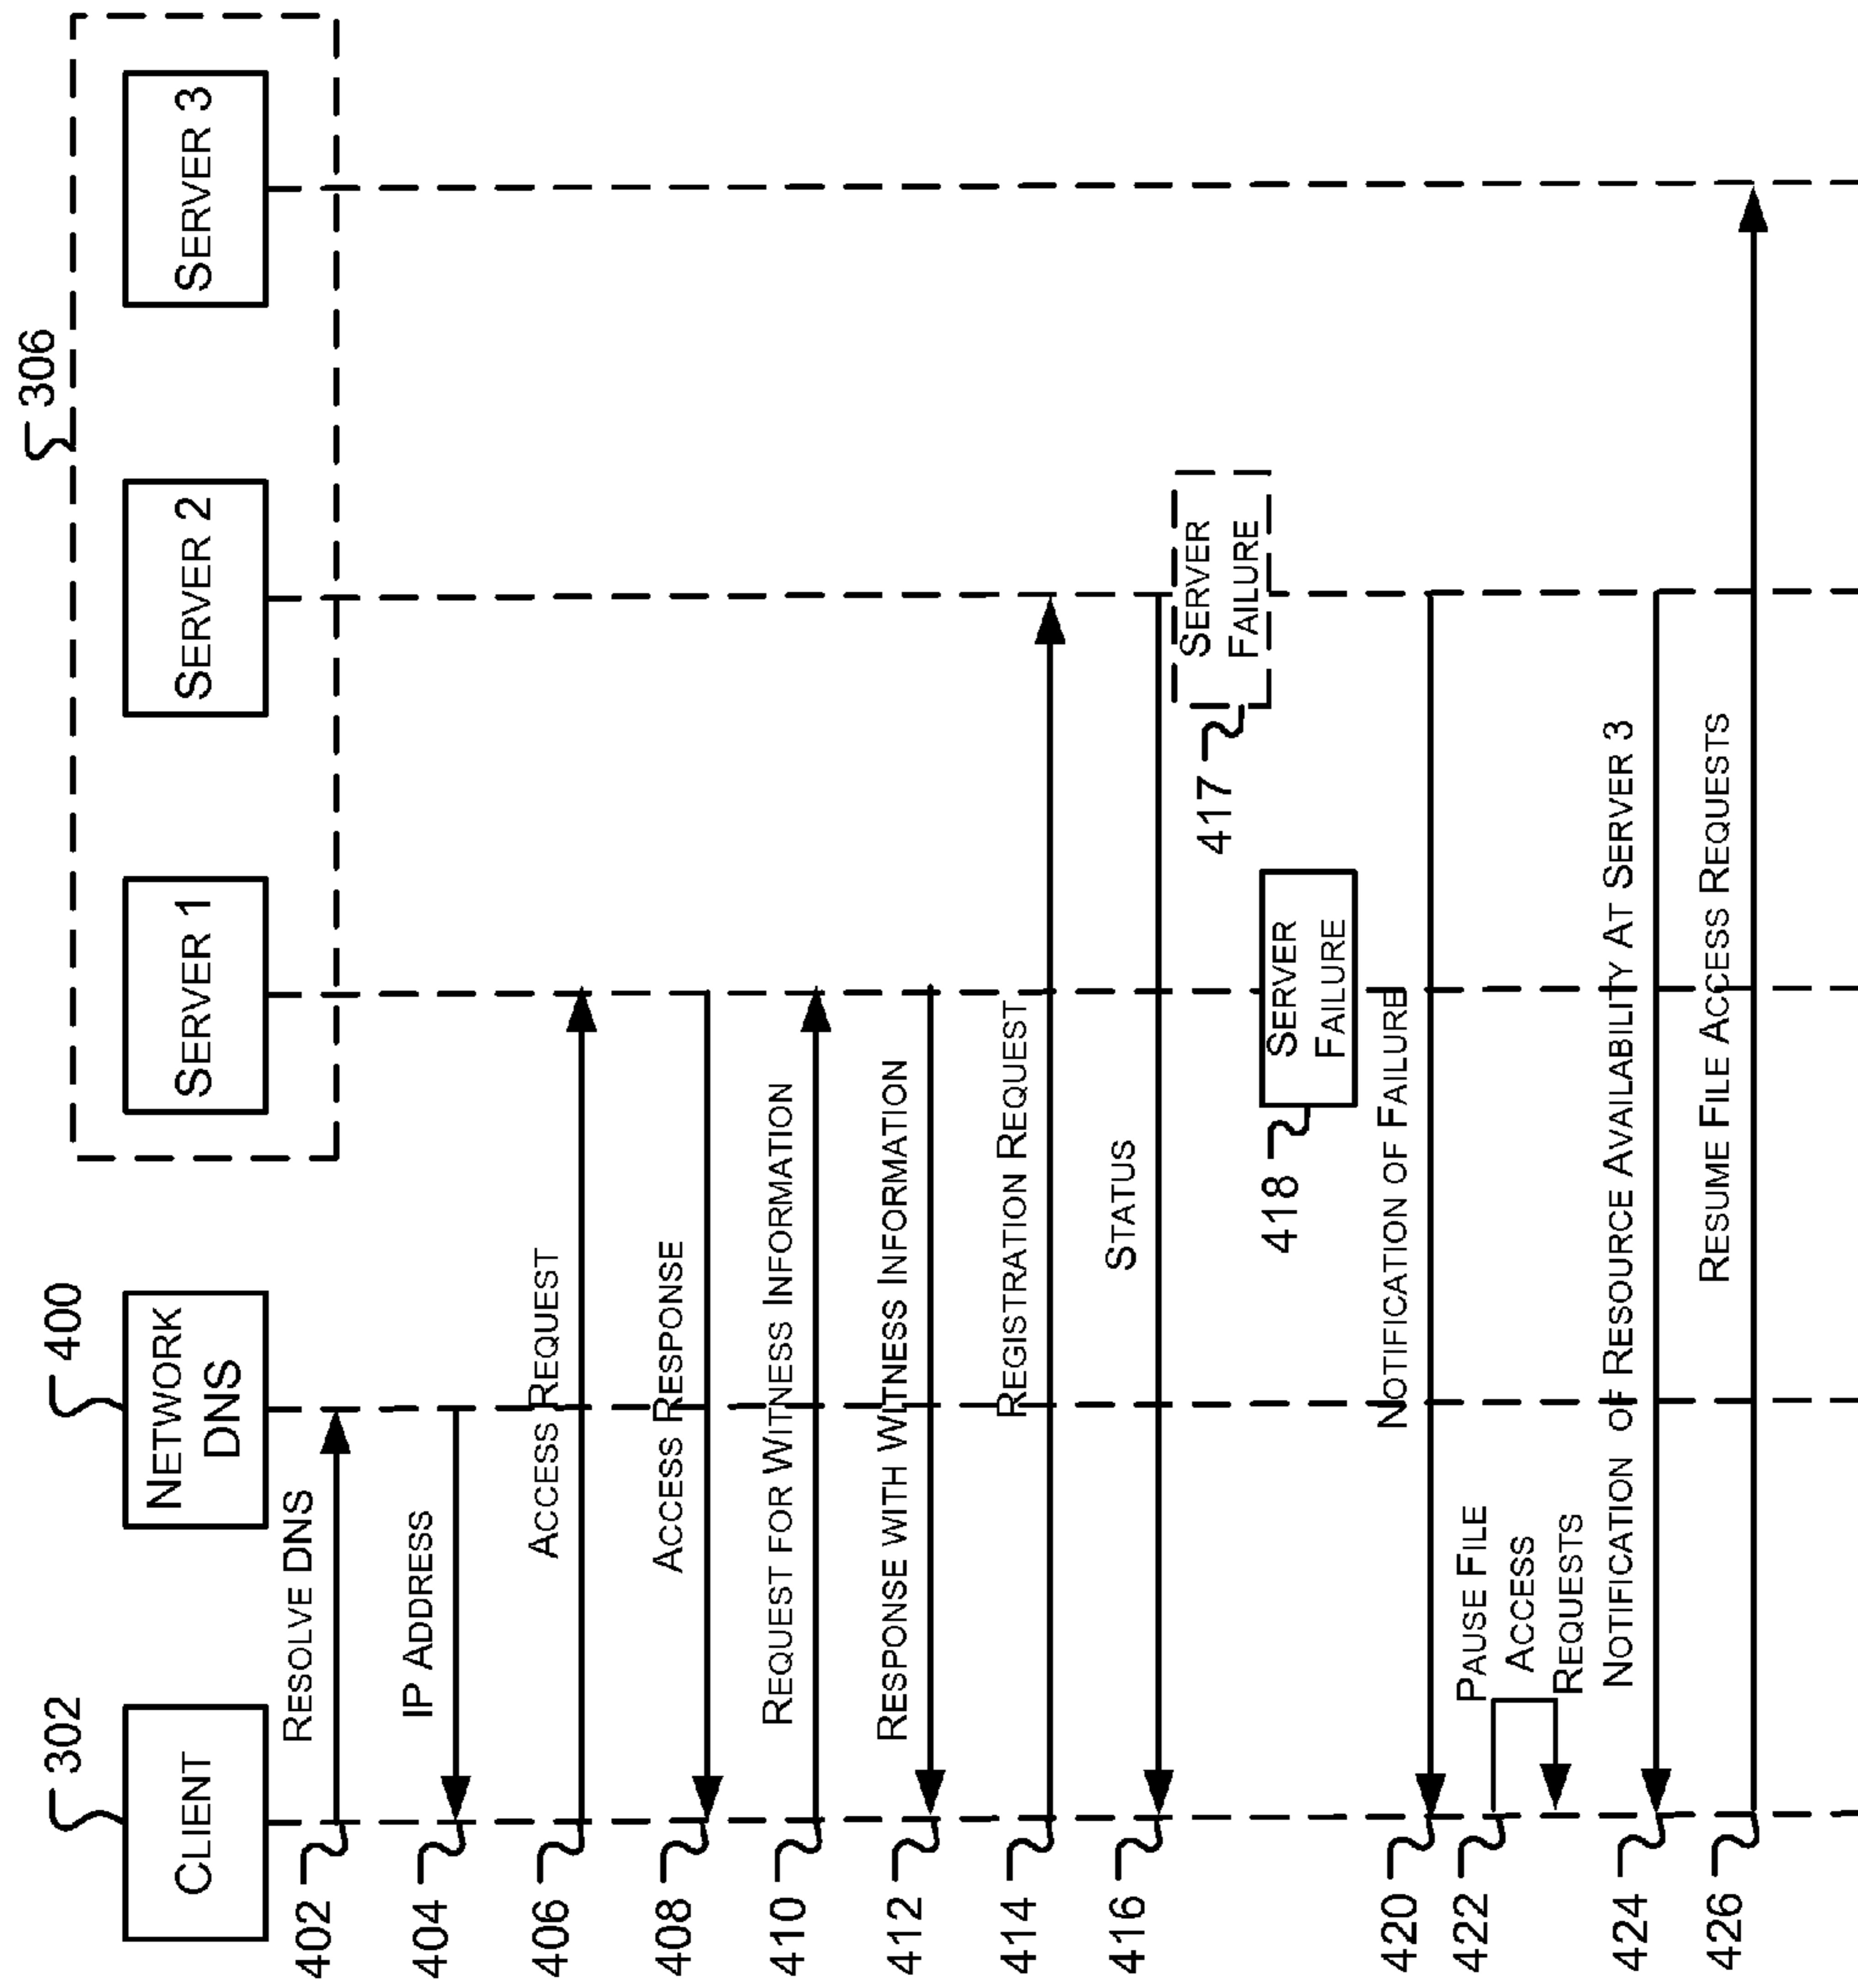 306
400
302
CLIENT
NETWORK
DNS
SERVER 1
SERVER 2
SERVER 3
402
RESOLVE DNS
404
IP ADDRESS
406
ACCESS REQUEST
408
ACCESS RESPONSE
410
REQUEST FOR WITNESS INFORMATION
412
RESPONSE WITH WITNESS INFORMATION
414
REGISTRATION REQUEST
416
STATUS
417
SERVER
FAILURE
418
SERVER
FAILURE
420
NOTIFICATION OF FAILURE
422
PAUSE FILE
ACCESS
REQUESTS
424
NOTIFICATION OF RESOURCE AVAILABILITY AT SERVER 3
426
RESUME FILE ACCESS REQUESTS